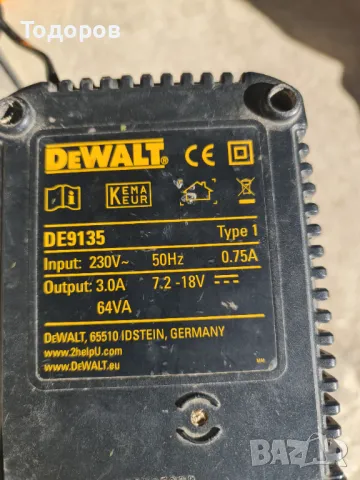 Тодоров
DEWALT®
CE
KEMA
KEUR
DE9135 Type 1
Input: 230V~ 50Hz 0.75A
Output: 3.0A 7.2 -18V
64VA
DEWALT, 65510 IDSTEIN, GERMANY
www.2helpU.com
www.DEWALT.eu
BAZAR